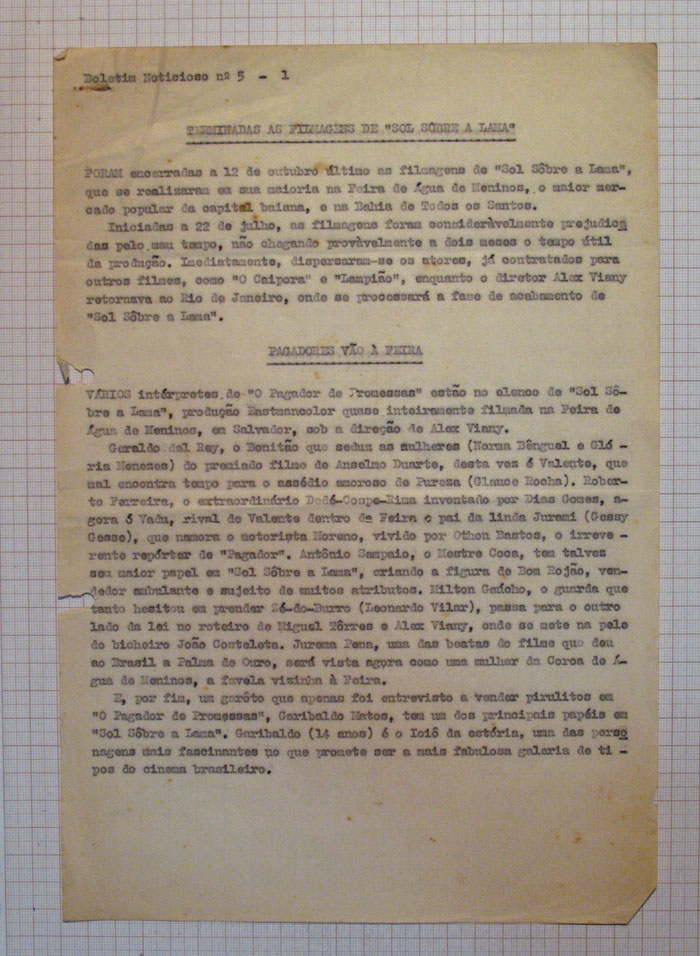 Boletim Noticioso nº 5 - 1
TERMINADAS AS FILMAGENS DE "SOL SÔBRE A LAMA"
FORAM encerradas a 12 de outubro último as filmagens de "Sol Sôbre a Lama",
que se realizaram em sua maioria na Feira de Água de Meninos, o maior mer-
cado popular da capital baiana, e na Bahia de Todos os Santos.
Iniciadas a 22 de julho, as filmagens foram consideràvelmente prejudica
das pelo mau tempo, não chegando provàvelmente a dois meses o tempo útil
da produção. Imediatamente, dispersaram-se os atores, já contratados para
outros filmes, como "O Caipora" e "Lampião", enquanto o diretor Alex Viany
retornava ao Rio de Janeiro, onde se processará a fase de acabamento de
"Sol Sôbre a Lama".
PAGADORES VÃO À FEIRA
VÁRIOS intérpretes de "O Pagador de Promessas" estão no elenco de "Sol Sô-
bre a Lama", produção Eastmancolor quase inteiramente filmada na Feira de
Água de Meninos, em Salvador, sob a direção de Alex Viany.
Geraldo del Rey, o Bonitão que seduz as mulheres (Norma Benguel e Gló -
ria Menezes) do premiado filme de Anselmo Duarte, desta vez é Valente, que
mal encontra tempo para o assédio amoroso de Pureza (Glauce Rocha). Rober-
to Ferreira, o extraordinário Dedé-Cospe-Rima inventado por Dias Gomes, a-
gora é Vadu, rival de Valente dentro da Feira e pai da linda Jurami (Gessy
Gesse), que namora o motorista Moreno, vivido por Othon Bastos, o irreve -
rente repórter de "Pagador". Antônio Sampaio, o Mestre Coca, tem talvez
seu maior papel em "Sol Sôbre a Lama", criando a figura de Bom Rojão, ven-
dedor ambulante e sujeito de muitos atributos. Milton Gaúcho, o guarda que
tanto hesitou em prender Zé-do-Burro (Leonardo Vilar), passa para o outro
lado da lei no roteiro de Miguel Tôrres e Alex Viany, onde se mete na pele
do bicheiro João Costeleta. Jurema Pena, uma das beatas do filme que deu
ao Brasil a Palma de Ouro, será vista agora como uma mulher da Coroa de Á-
gua de Meninos, a favela vizinha à Feira.
E, por fim, um garôto que apenas foi entrevisto a vender pirulitos em
"O Pagador de Promessas", Garibaldo Matos, tem um dos principais papéis em
"Sol Sôbre a Lama". Garibaldo (14 anos) é o Ioiô da estória, uma das perso
nagens mais fascinantes no que promete ser a mais fabulosa galeria de ti -
pos do cinema brasileiro.